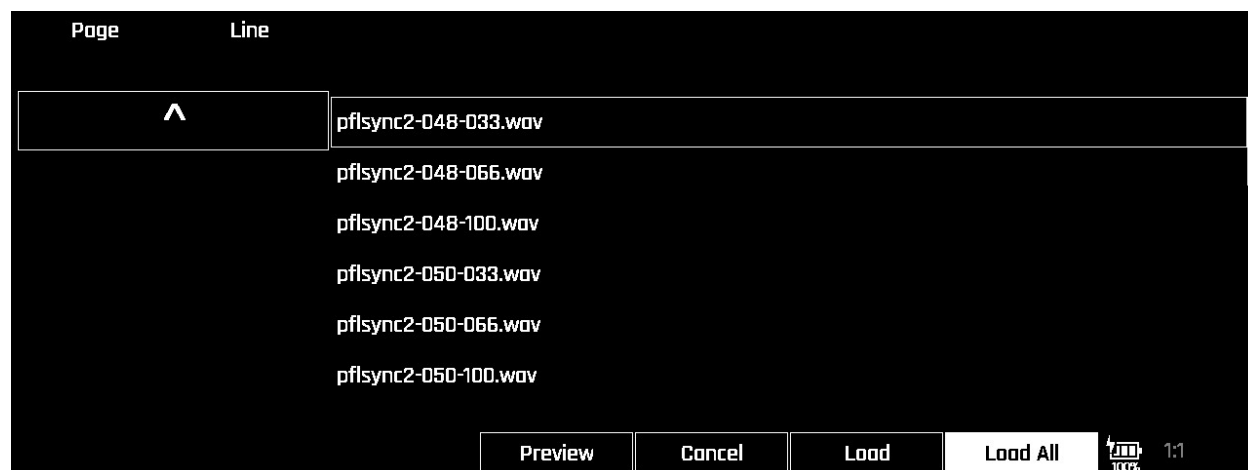 Page Line
^
pflsync2-048-033.wav
pflsync2-048-066.wav
pflsync2-048-100.wav
pflsync2-050-033.wav
pflsync2-050-066.wav
pflsync2-050-100.wav
Preview Cancel Load Load All 100% 1:1